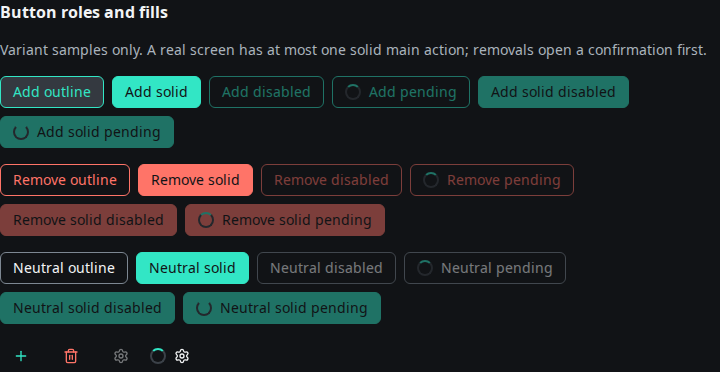 Button roles and fills
Variant samples only. A real screen has at most one solid main action; removals open a confirmation first.
Add outline Add solid Add disabled Add pending Add solid disabled
Add solid pending
Remove outline Remove solid Remove disabled Remove pending
Remove solid disabled Remove solid pending
Neutral outline Neutral solid Neutral disabled Neutral pending
Neutral solid disabled Neutral solid pending